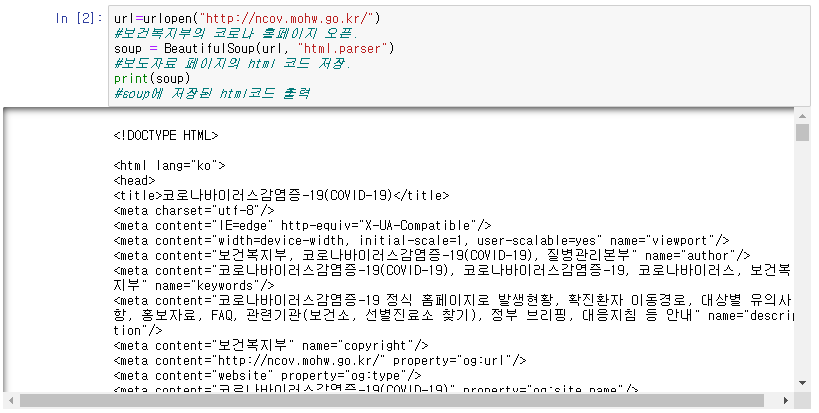 In [2]: url=urlopen("http://ncov.mohw.go.kr/")
#보건복지부의 코로나 홈페이지 오픈.
soup = BeautifulSoup(url, "html.parser")
#보도자료 페이지의 html 코드 저장.
print(soup)
#soup에 저장된 html코드 출력
<!DOCTYPE HTML>
<html lang="ko">
<head>
<title>코로나바이러스감염증-19(COVID-19)</title>
<meta charset="utf-8"/>
<meta content="IE=edge" http-equiv="X-UA-Compatible"/>
<meta content="width=device-width, initial-scale=1, user-scalable=yes" name="viewport"/>
<meta content="보건복지부, 코로나바이러스감염증-19(COVID-19), 질병관리본부" name="author"/>
<meta content="코로나바이러스감염증-19(COVID-19), 코로나바이러스감염증-19, 코로나바이러스, 보건복
지부" name="keywords"/>
<meta content="코로나바이러스감염증-19 정식 홈페이지로 발생현황, 확진환자 이동경로, 대상별 유의사
항, 홍보자료, FAQ, 관련기관(보건소, 선별진료소 찾기), 정부 브리핑, 대응지침 등 안내" name="descrip
tion"/>
<meta content="보건복지부" name="copyright"/>
<meta content="http://ncov.mohw.go.kr/" property="og:url"/>
<meta content="website" property="og:type"/>
<meta content="코로나바이러스감염증-19(COVID-19)" property="og:site_name"/>